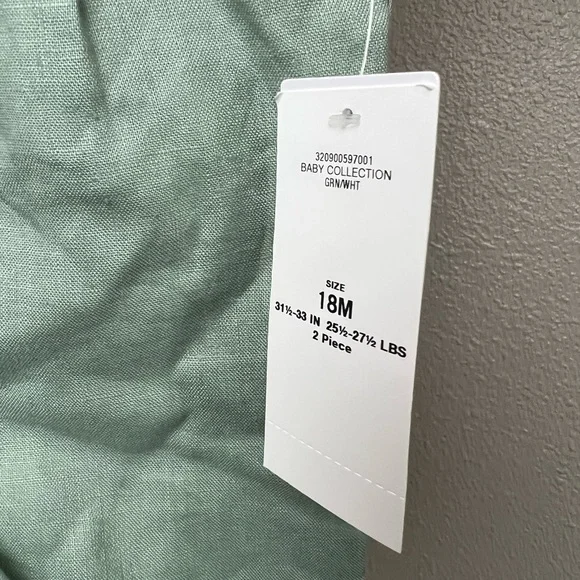 320900597001
BABY COLLECTION
GRN/WHT
SIZE
18M
31½-33 IN 25½-27½ LBS
2 Piece